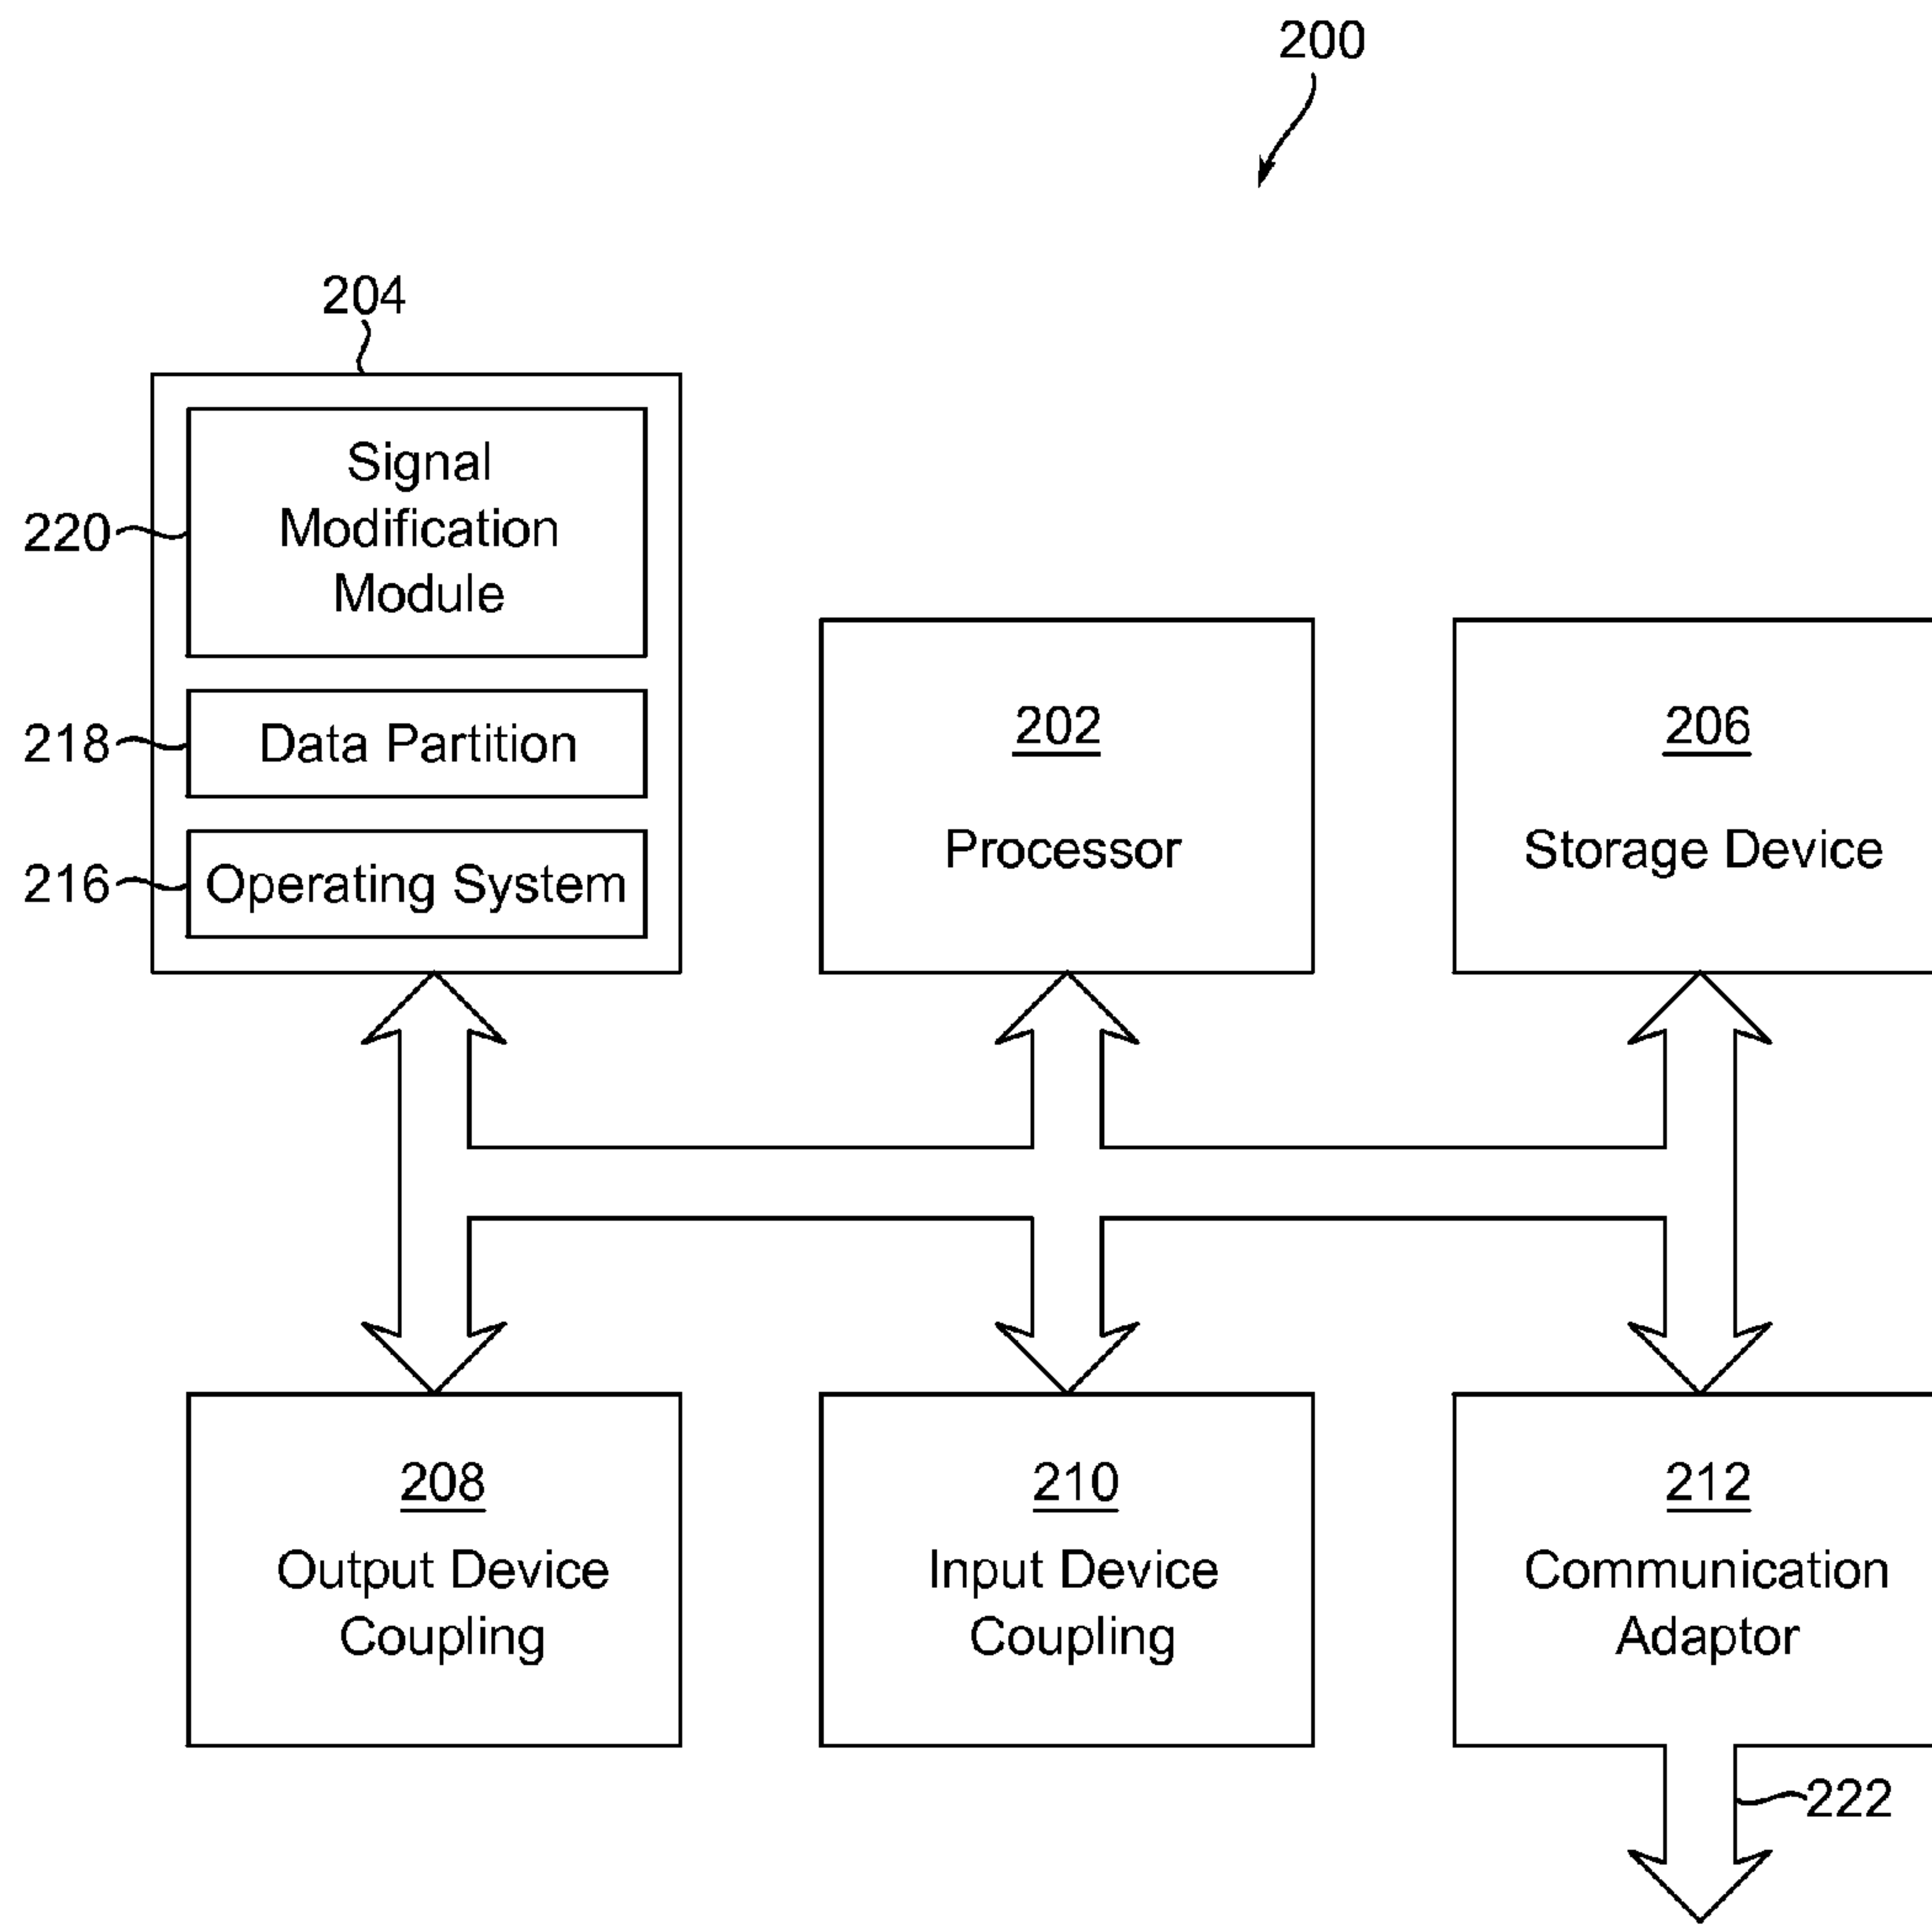 200
204
220
Signal
Modification
Module
218
Data Partition
216
Operating System
202
Processor
206
Storage Device
208
Output Device
Coupling
210
Input Device
Coupling
212
Communication
Adaptor
222